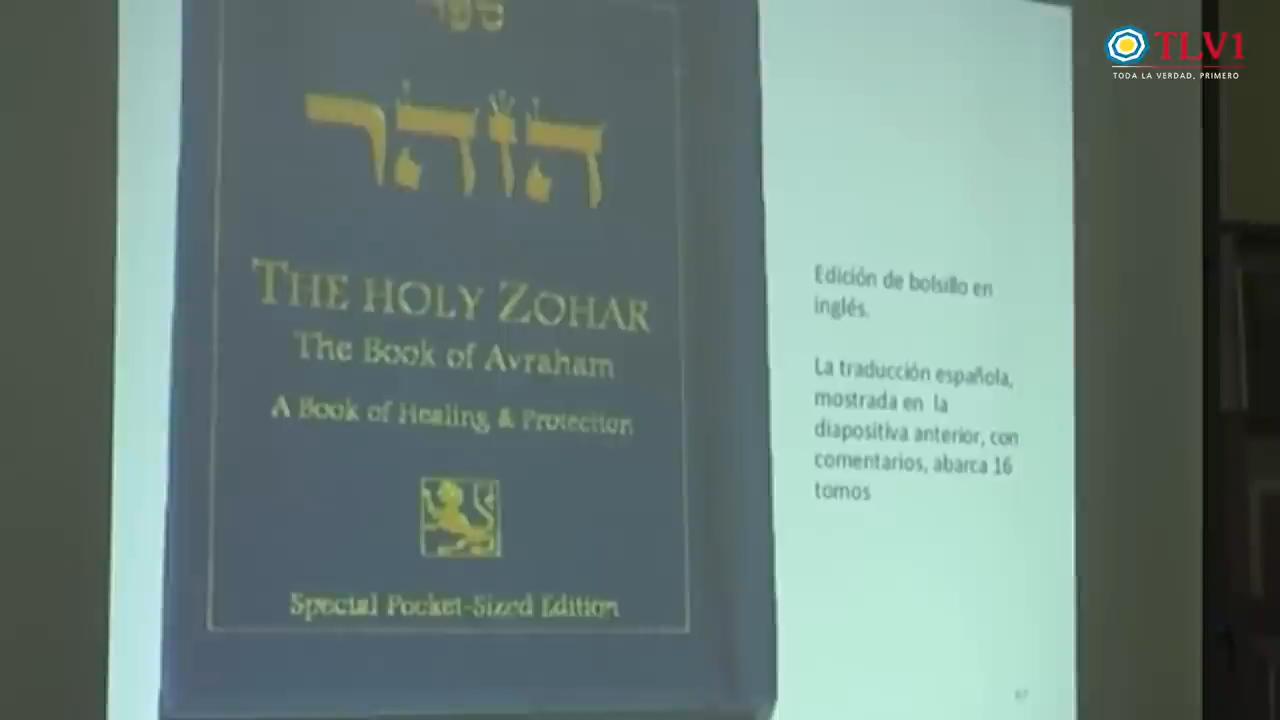 ספר
הזהר
THE HOLY ZOHAR
The Book of Avraham
A Book of Healing & Protection
Special Pocket-Sized Edition
Edición de bolsillo en
inglés.
La traducción española,
mostrada en la
diapositiva anterior, con
comentarios, abarca 16
tomos
TLV1
TODA LA VERDAD, PRIMERO